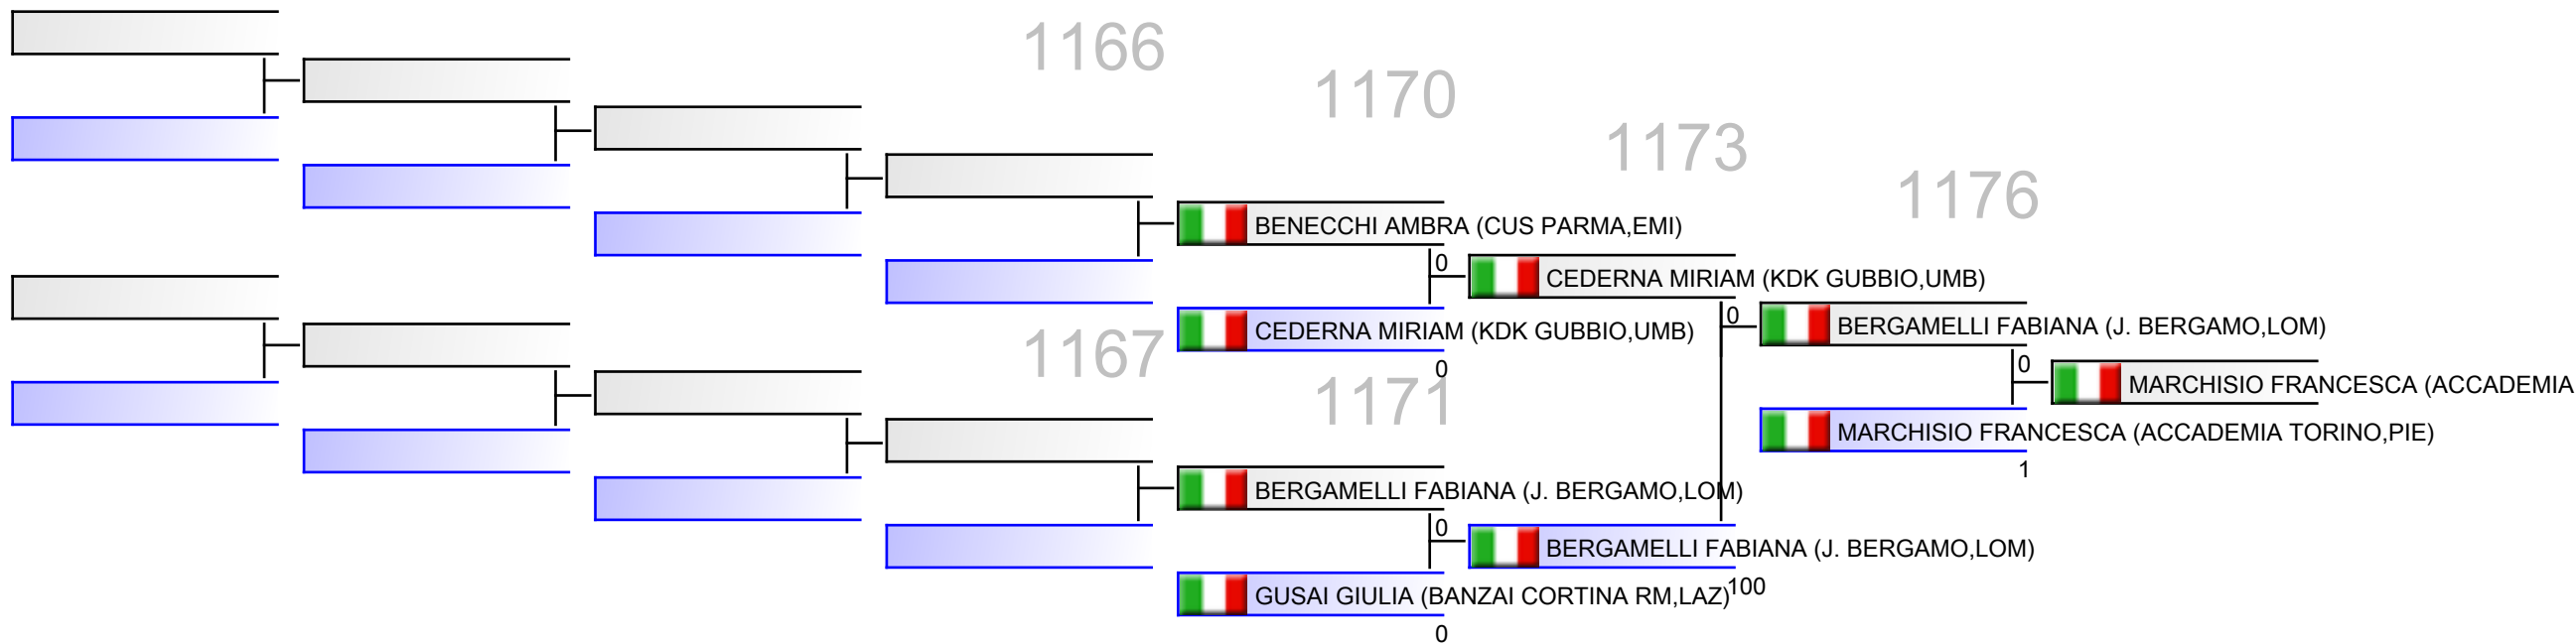 1166
1170
1173
1176
BENECCHI AMBRA (CUS PARMA,EMI)
0
CEDERNA MIRIAM (KDK GUBBIO,UMB)
CEDERNA MIRIAM (KDK GUBBIO,UMB)
0
0
BERGAMELLI FABIANA (J. BERGAMO,LOM)
1167
1171
0
MARCHISIO FRANCESCA (ACCADEMIA
MARCHISIO FRANCESCA (ACCADEMIA TORINO,PIE)
1
BERGAMELLI FABIANA (J. BERGAMO,LOM)
0
BERGAMELLI FABIANA (J. BERGAMO,LOM)
100
GUSAI GIULIA (BANZAI CORTINA RM,LAZ)
0